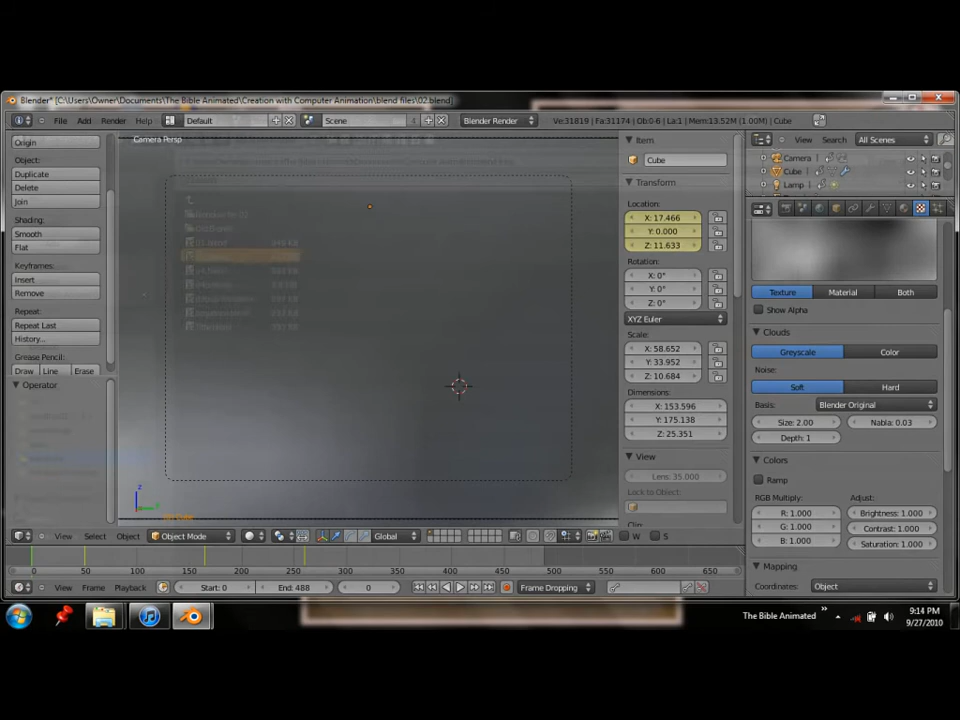 Blender* [C:\Users\Owner\Documents\The Bible Animated\Creation with Computer Animation\blend files\02.blend]
File Add Render Help Default Scene Blender Render Ve:31819 | Fa:31174 | Ob:0-6 | La:1 | Mem:13.52M (1.60M) | Cube
Origin
Object:
Duplicate
Delete
Join
Shading:
Smooth
Flat
Keyframes:
Insert
Remove
Repeat:
Repeat Last
History...
Grease Pencil:
Draw Line Erase
Operator
Camera Persp
z
(0) Cube
Item
Cube
Transform
Location:
X: 17.466
Y: 0.000
Z: 11.633
Rotation:
X: 0°
Y: 0°
Z: 0°
XYZ Euler
Scale:
X: 58.652
Y: 33.952
Z: 10.684
Dimensions:
X: 153.596
Y: 175.138
Z: 25.351
View
Lens: 35.000
Lock to Object:
Clip
View Search All Scenes
Camera
Cube
Lamp
Texture Material Both
Show Alpha
Clouds
Greyscale Color
Noise:
Soft Hard
Basis: Blender Original
Size: 2.00 Nabla: 0.03
Depth: 1
Colors
Ramp
RGB Multiply: Adjust:
R: 1.000 Brightness: 1.000
G: 1.000 Contrast: 1.000
B: 1.000 Saturation: 1.000
Mapping
Coordinates: Object
View Select Object Object Mode Global W S
0 50 100 150 200 250 300 350 400 450 500 550 600 650
View Frame Playback Start: 0 End: 488 0 Frame Dropping
The Bible Animated
9:14 PM
9/27/2010